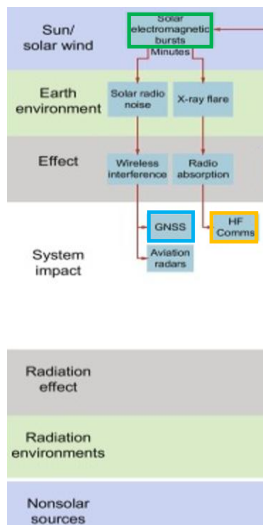 Sun/
solar wind
Solar
electromagnetic
bursts
Minutes
Earth
environment
Solar radio
noise
X-ray flare
Effect
Wireless
interference
Radio
absorption
System
impact
GNSS
HF
Comms
Aviation
radars
Radiation
effect
Radiation
environments
Nonsolar
sources